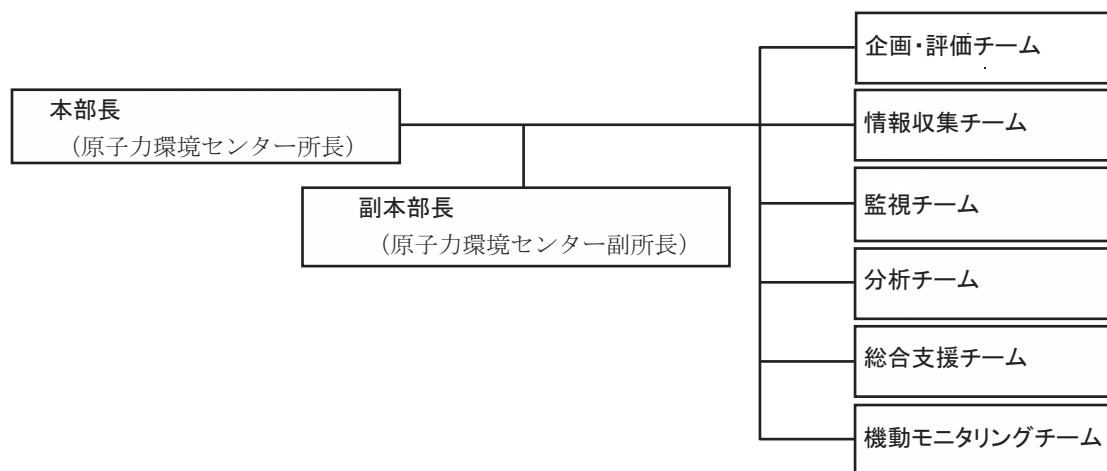 本部長
（原子力環境センター所長）
副本部長
（原子力環境センター副所長）
企画・評価チーム
情報収集チーム
監視チーム
分析チーム
総合支援チーム
機動モニタリングチーム